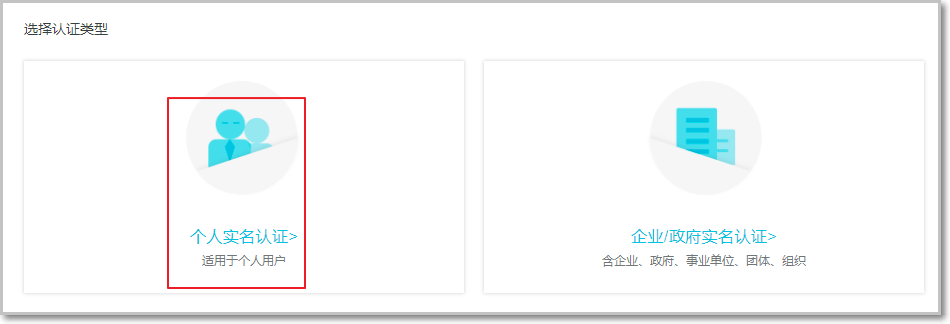 选择认证类型
个人实名认证>
适用于个人用户
企业/政府实名认证>
含企业、政府、事业单位、团体、组织